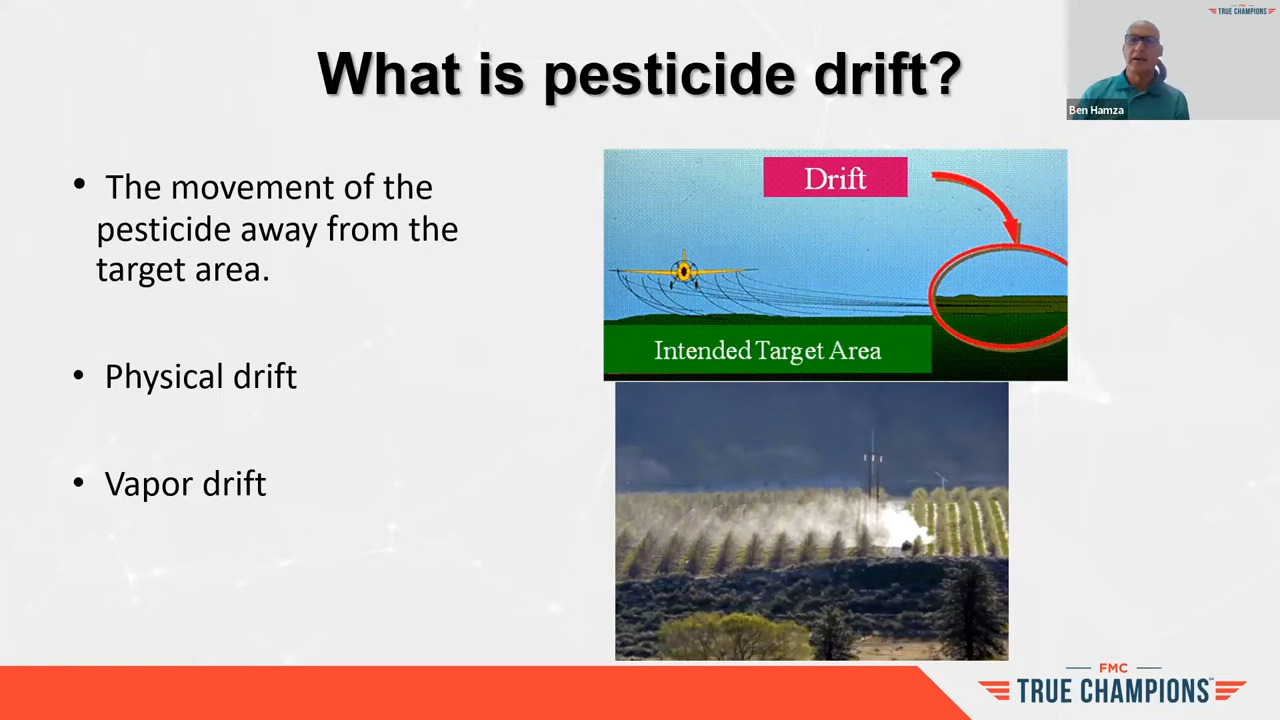 What is pesticide drift?
FMC
TRUE CHAMPIONS
Ben Hamza
• The movement of the
pesticide away from the
target area.
• Physical drift
• Vapor drift
Drift
Intended Target Area
FMC
TRUE CHAMPIONS